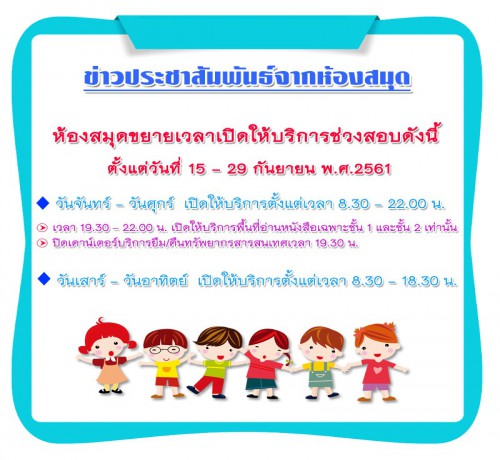 ข่าวประชาสัมพันธ์จากห้องสมุด
ห้องสมุดขยายเวลาเปิดให้บริการช่วงสอบดังนี้
ตั้งแต่วันที่ 15 - 29 กันยายน พ.ศ.2561
วันจันทร์ - วันศุกร์ เปิดให้บริการตั้งแต่เวลา 8.30 - 22.00 น.
เวลา 19.30 - 22.00 น. เปิดให้บริการพื้นที่อ่านหนังสือเฉพาะชั้น 1 และชั้น 2 เท่านั้น
ปิดเคาน์เตอร์บริการยืม/คืนทรัพยากรสารสนเทศเวลา 19.30 น.
วันเสาร์ - วันอาทิตย์ เปิดให้บริการตั้งแต่เวลา 8.30 - 18.30 น.